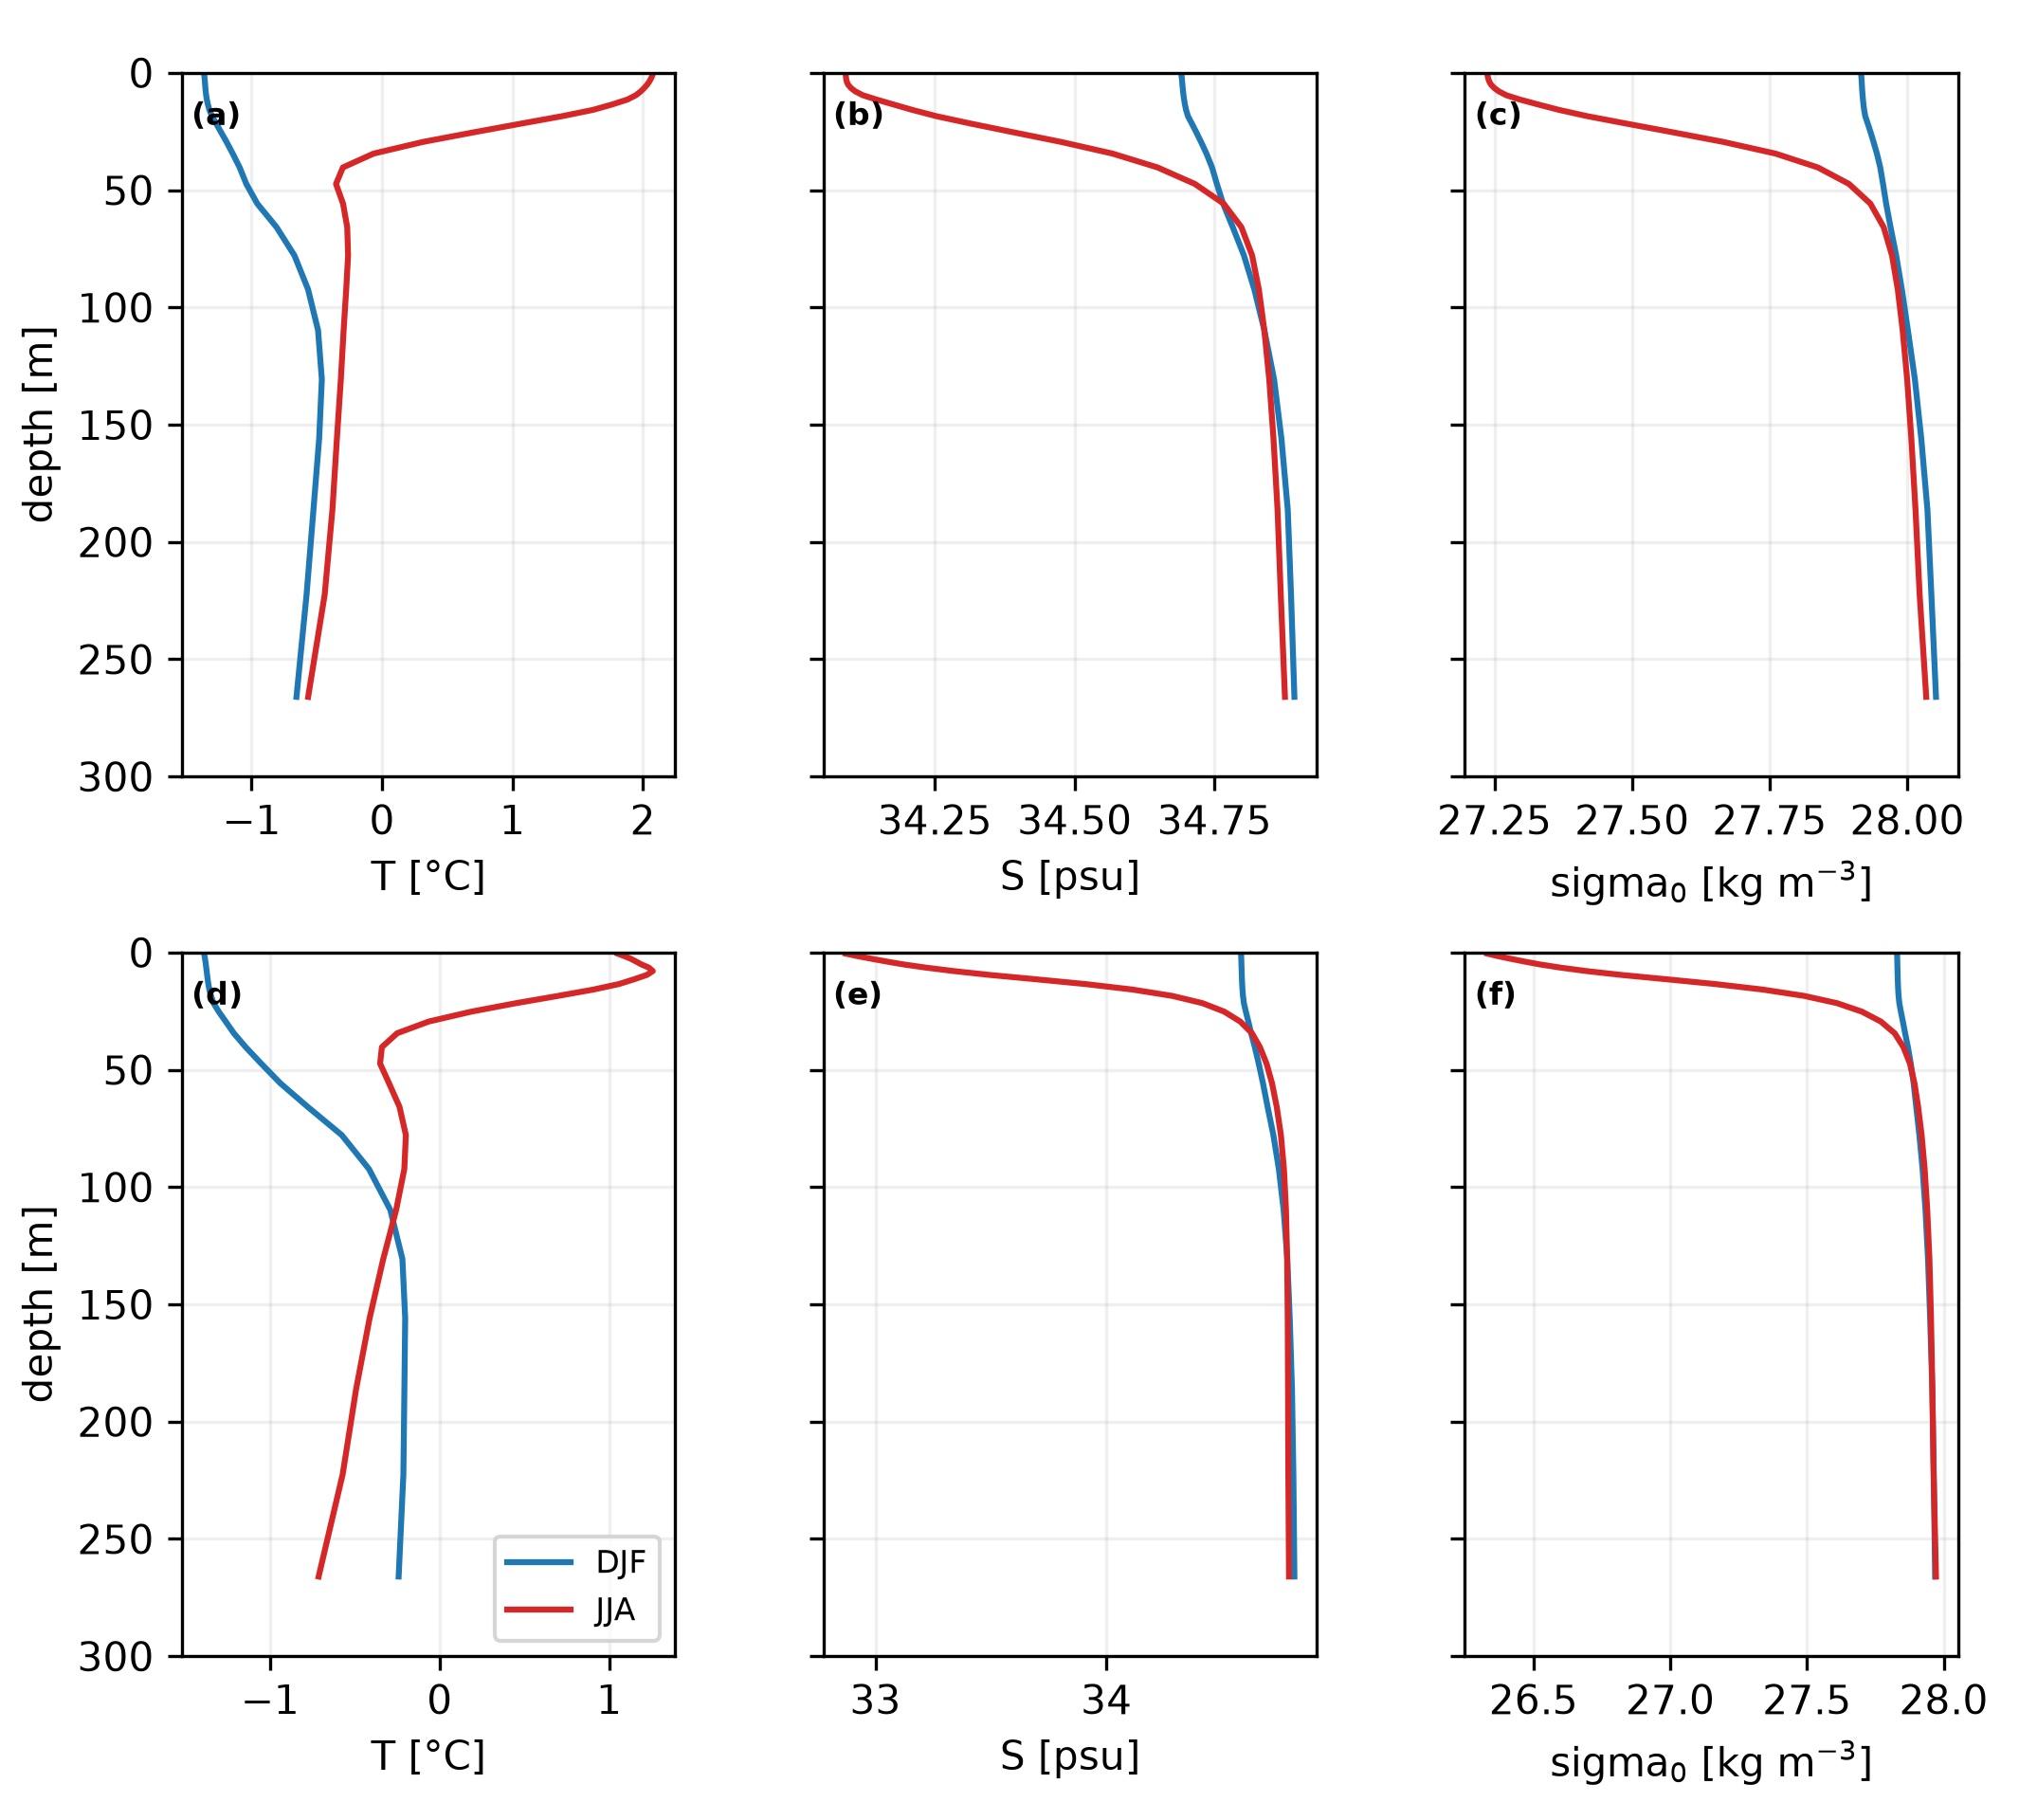 0
50
100
150
200
250
300
depth [m]
(a)
−1 0 1 2
T [°C]
(b)
34.25 34.50 34.75
S [psu]
(c)
27.25 27.50 27.75 28.00
sigma₀ [kg m⁻³]
0
50
100
150
200
250
300
depth [m]
(d)
DJF
JJA
−1 0 1
T [°C]
(e)
33 34
S [psu]
(f)
26.5 27.0 27.5 28.0
sigma₀ [kg m⁻³]